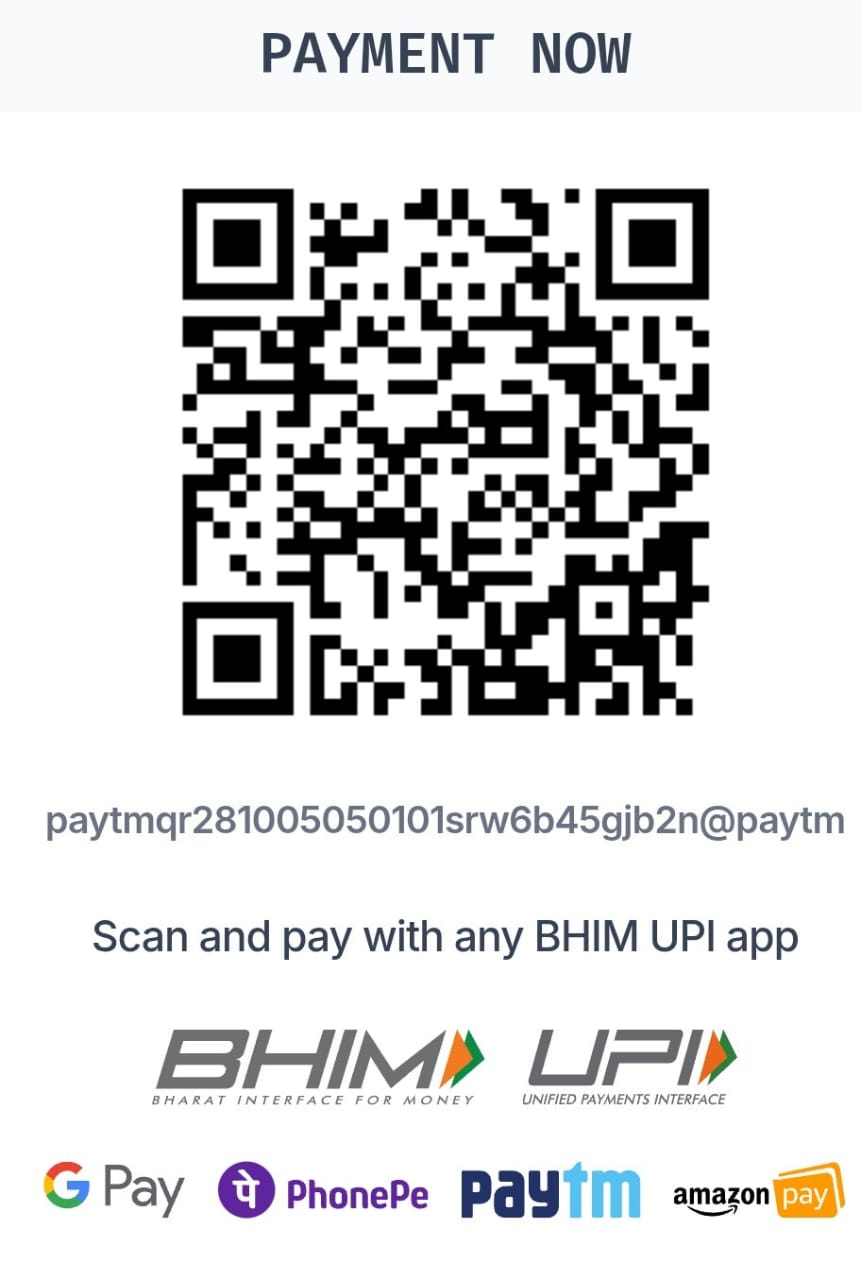 PAYMENT NOW
paytmqr281005050101srw6b45gjb2n@paytm
Scan and pay with any BHIM UPI app
BHIM UPI
BHARAT INTERFACE FOR MONEY UNIFIED PAYMENTS INTERFACE
G Pay पे PhonePe paytm amazon pay